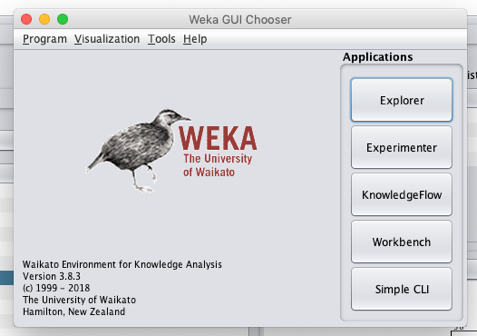 Weka GUI Chooser
Program Visualization Tools Help
Applications
Explorer
Experimenter
KnowledgeFlow
Workbench
Simple CLI
WEKA
The University
of Waikato
Waikato Environment for Knowledge Analysis
Version 3.8.3
(c) 1999 - 2018
The University of Waikato
Hamilton, New Zealand